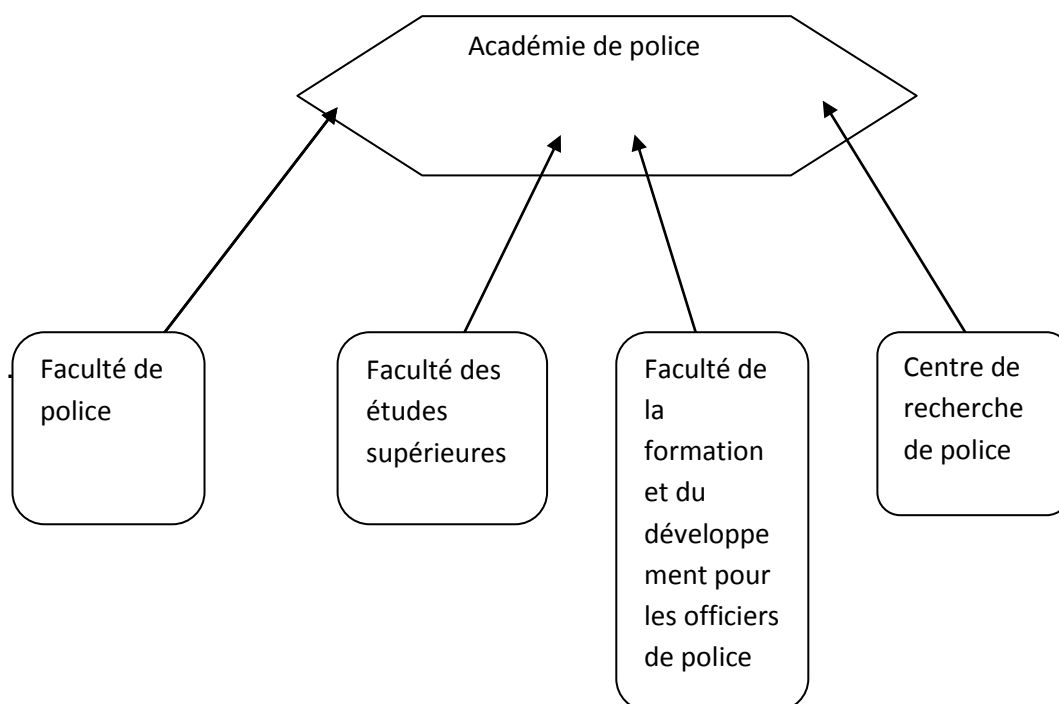 Académie de police
Faculté de
police
Faculté des
études
supérieures
Faculté de
la
formation
et du
développe
ment pour
les officiers
de police
Centre de
recherche
de police
.